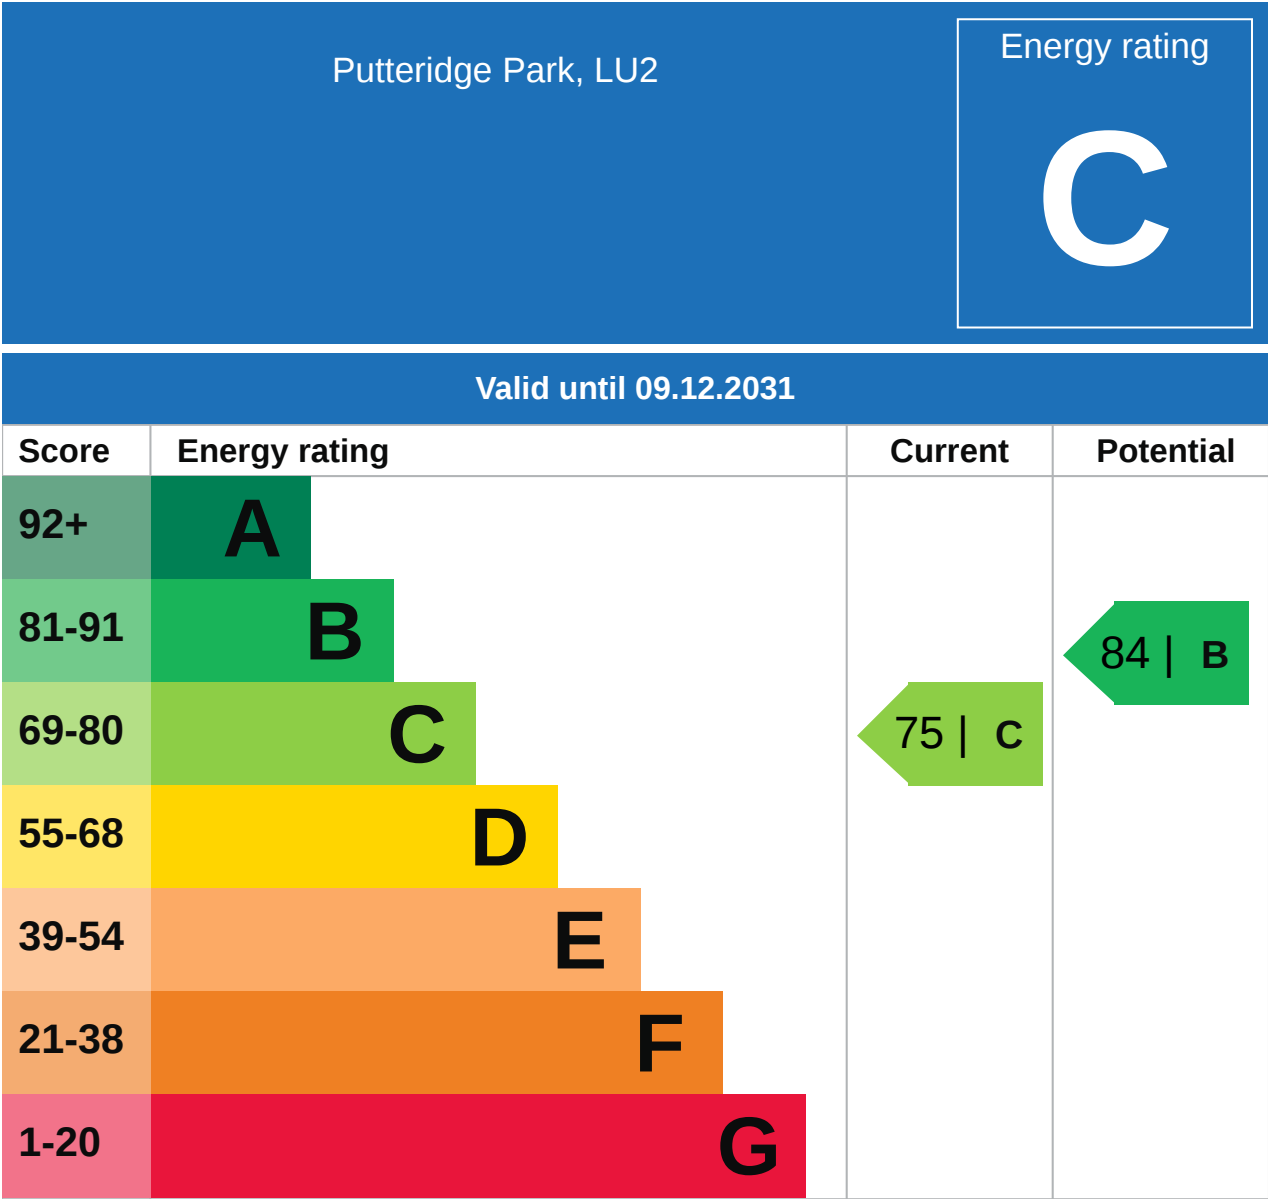 Putteridge Park, LU2
Energy rating
C
Valid until 09.12.2031
Score Energy rating Current Potential
92+ A
81-91 B
84 | B
69-80 C
75 | C
55-68 D
39-54 E
21-38 F
1-20 G